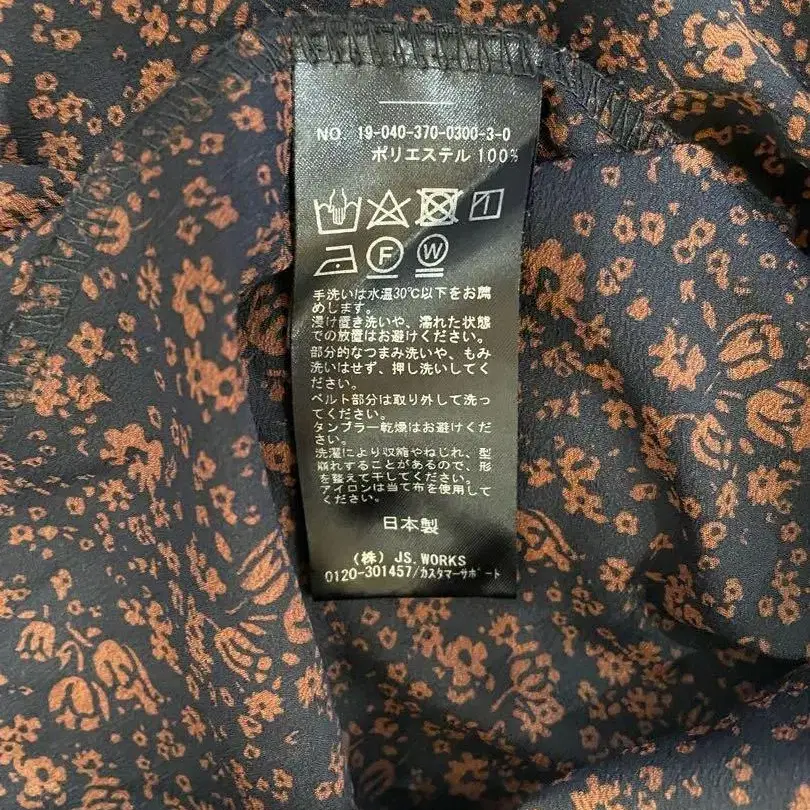 NO 19-040-370-0300-3-0
ポリエステル 100%
F W
手洗いは水温30℃以下をお薦
めします。
浸け置き洗いや、濡れた状態
での放置はお避けください。
部分的なつまみ洗いや、もみ
洗いはせず、押し洗いしてく
ださい。
ベルト部分は取り外して洗っ
てください。
タンブラー乾燥はお避けくださ
い。
洗濯により収縮やねじれ、型
崩れすることがあるので、形
を整えて干してください。
アイロンは当て布を使用して
ください。
日本製
(株) JS.WORKS
0120-301457/カスタマーサポート